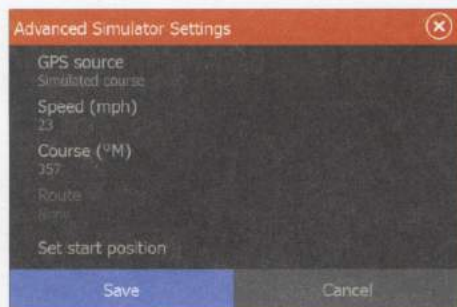 Advanced Simulator Settings
GPS source
Simulated course
Speed (mph)
23
Course (°M)
357
Route
None
Set start position
Save
Cancel